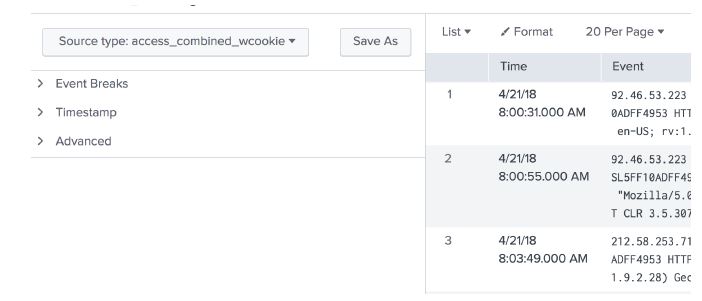 Source type: access_combined_wcookie ▾
Save As
Event Breaks
Timestamp
Advanced
List ▾ Format 20 Per Page ▾
Time Event
1 4/21/18 92.46.53.223
8:00:31.000 AM 0ADFF4953 HTT
en-US; rv:1.
2 4/21/18 92.46.53.223
8:00:55.000 AM SL5FF10ADFF49
"Mozilla/5.0
T CLR 3.5.307
3 4/21/18 212.58.253.71
8:03:49.000 AM ADFF4953 HTTP
1.9.2.28) Gec